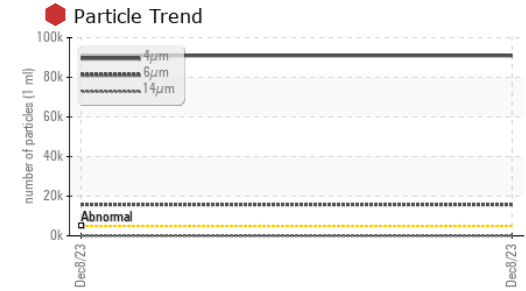 Particle Trend
number of particles (1 ml)
100k
80k
60k
40k
20k
0k
4μm
6μm
14μm
Abnormal
Dec8/23
Dec8/23